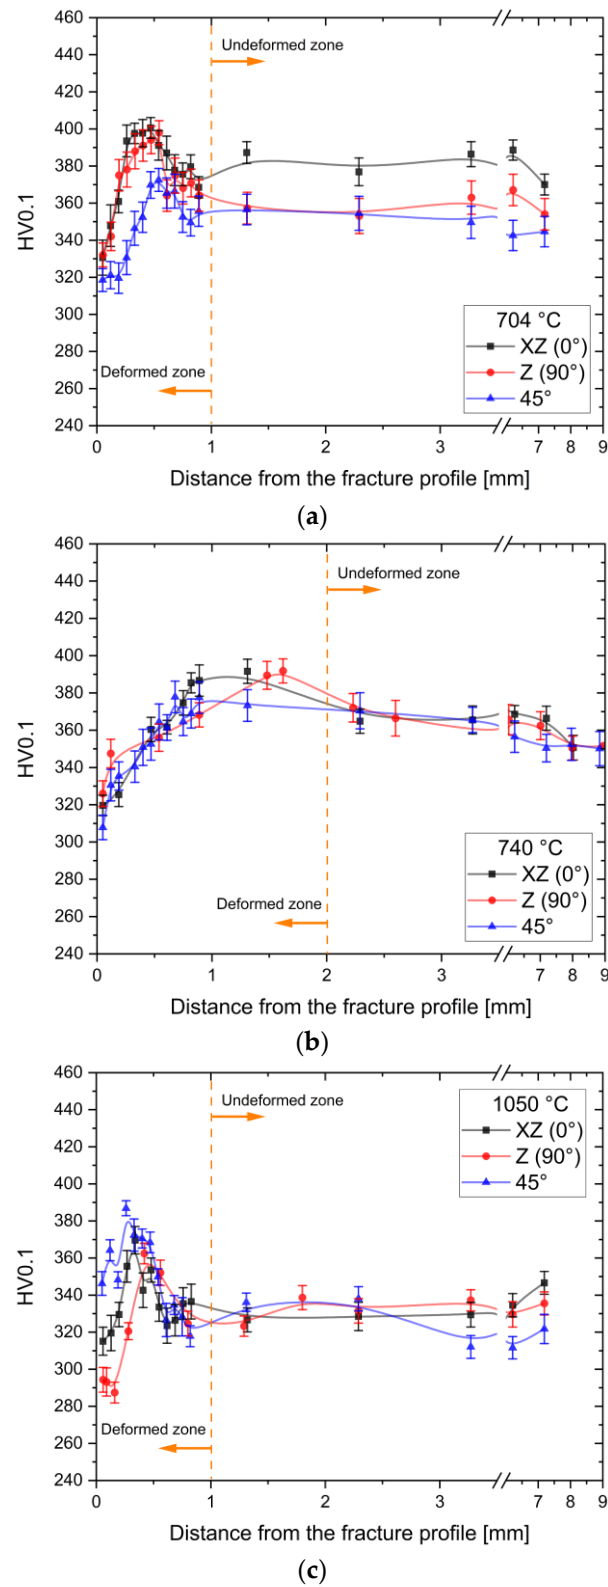 460
440
420
400
380
360
340
320
300
280
260
240
HV0.1
Undeformed zone
Deformed zone
704 °C
XZ (0°)
Z (90°)
45°
0 1 2 3 7 8 9
Distance from the fracture profile [mm]
(a)
460
440
420
400
380
360
340
320
300
280
260
240
HV0.1
Undeformed zone
Deformed zone
740 °C
XZ (0°)
Z (90°)
45°
0 1 2 3 7 8 9
Distance from the fracture profile [mm]
(b)
460
440
420
400
380
360
340
320
300
280
260
240
HV0.1
Undeformed zone
Deformed zone
1050 °C
XZ (0°)
Z (90°)
45°
0 1 2 3 7 8 9
Distance from the fracture profile [mm]
(c)